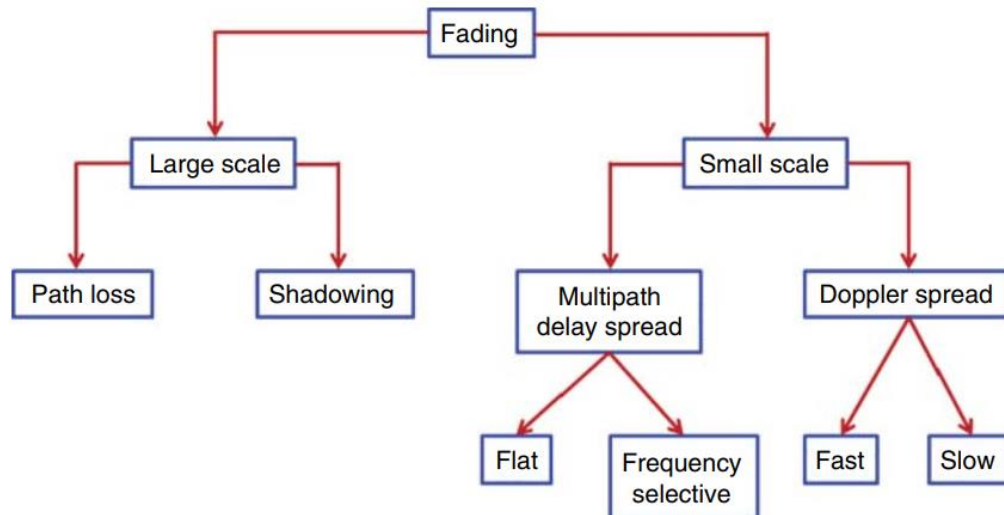 Fading
Large scale
Small scale
Path loss
Shadowing
Multipath
delay spread
Doppler spread
Flat
Frequency
selective
Fast
Slow